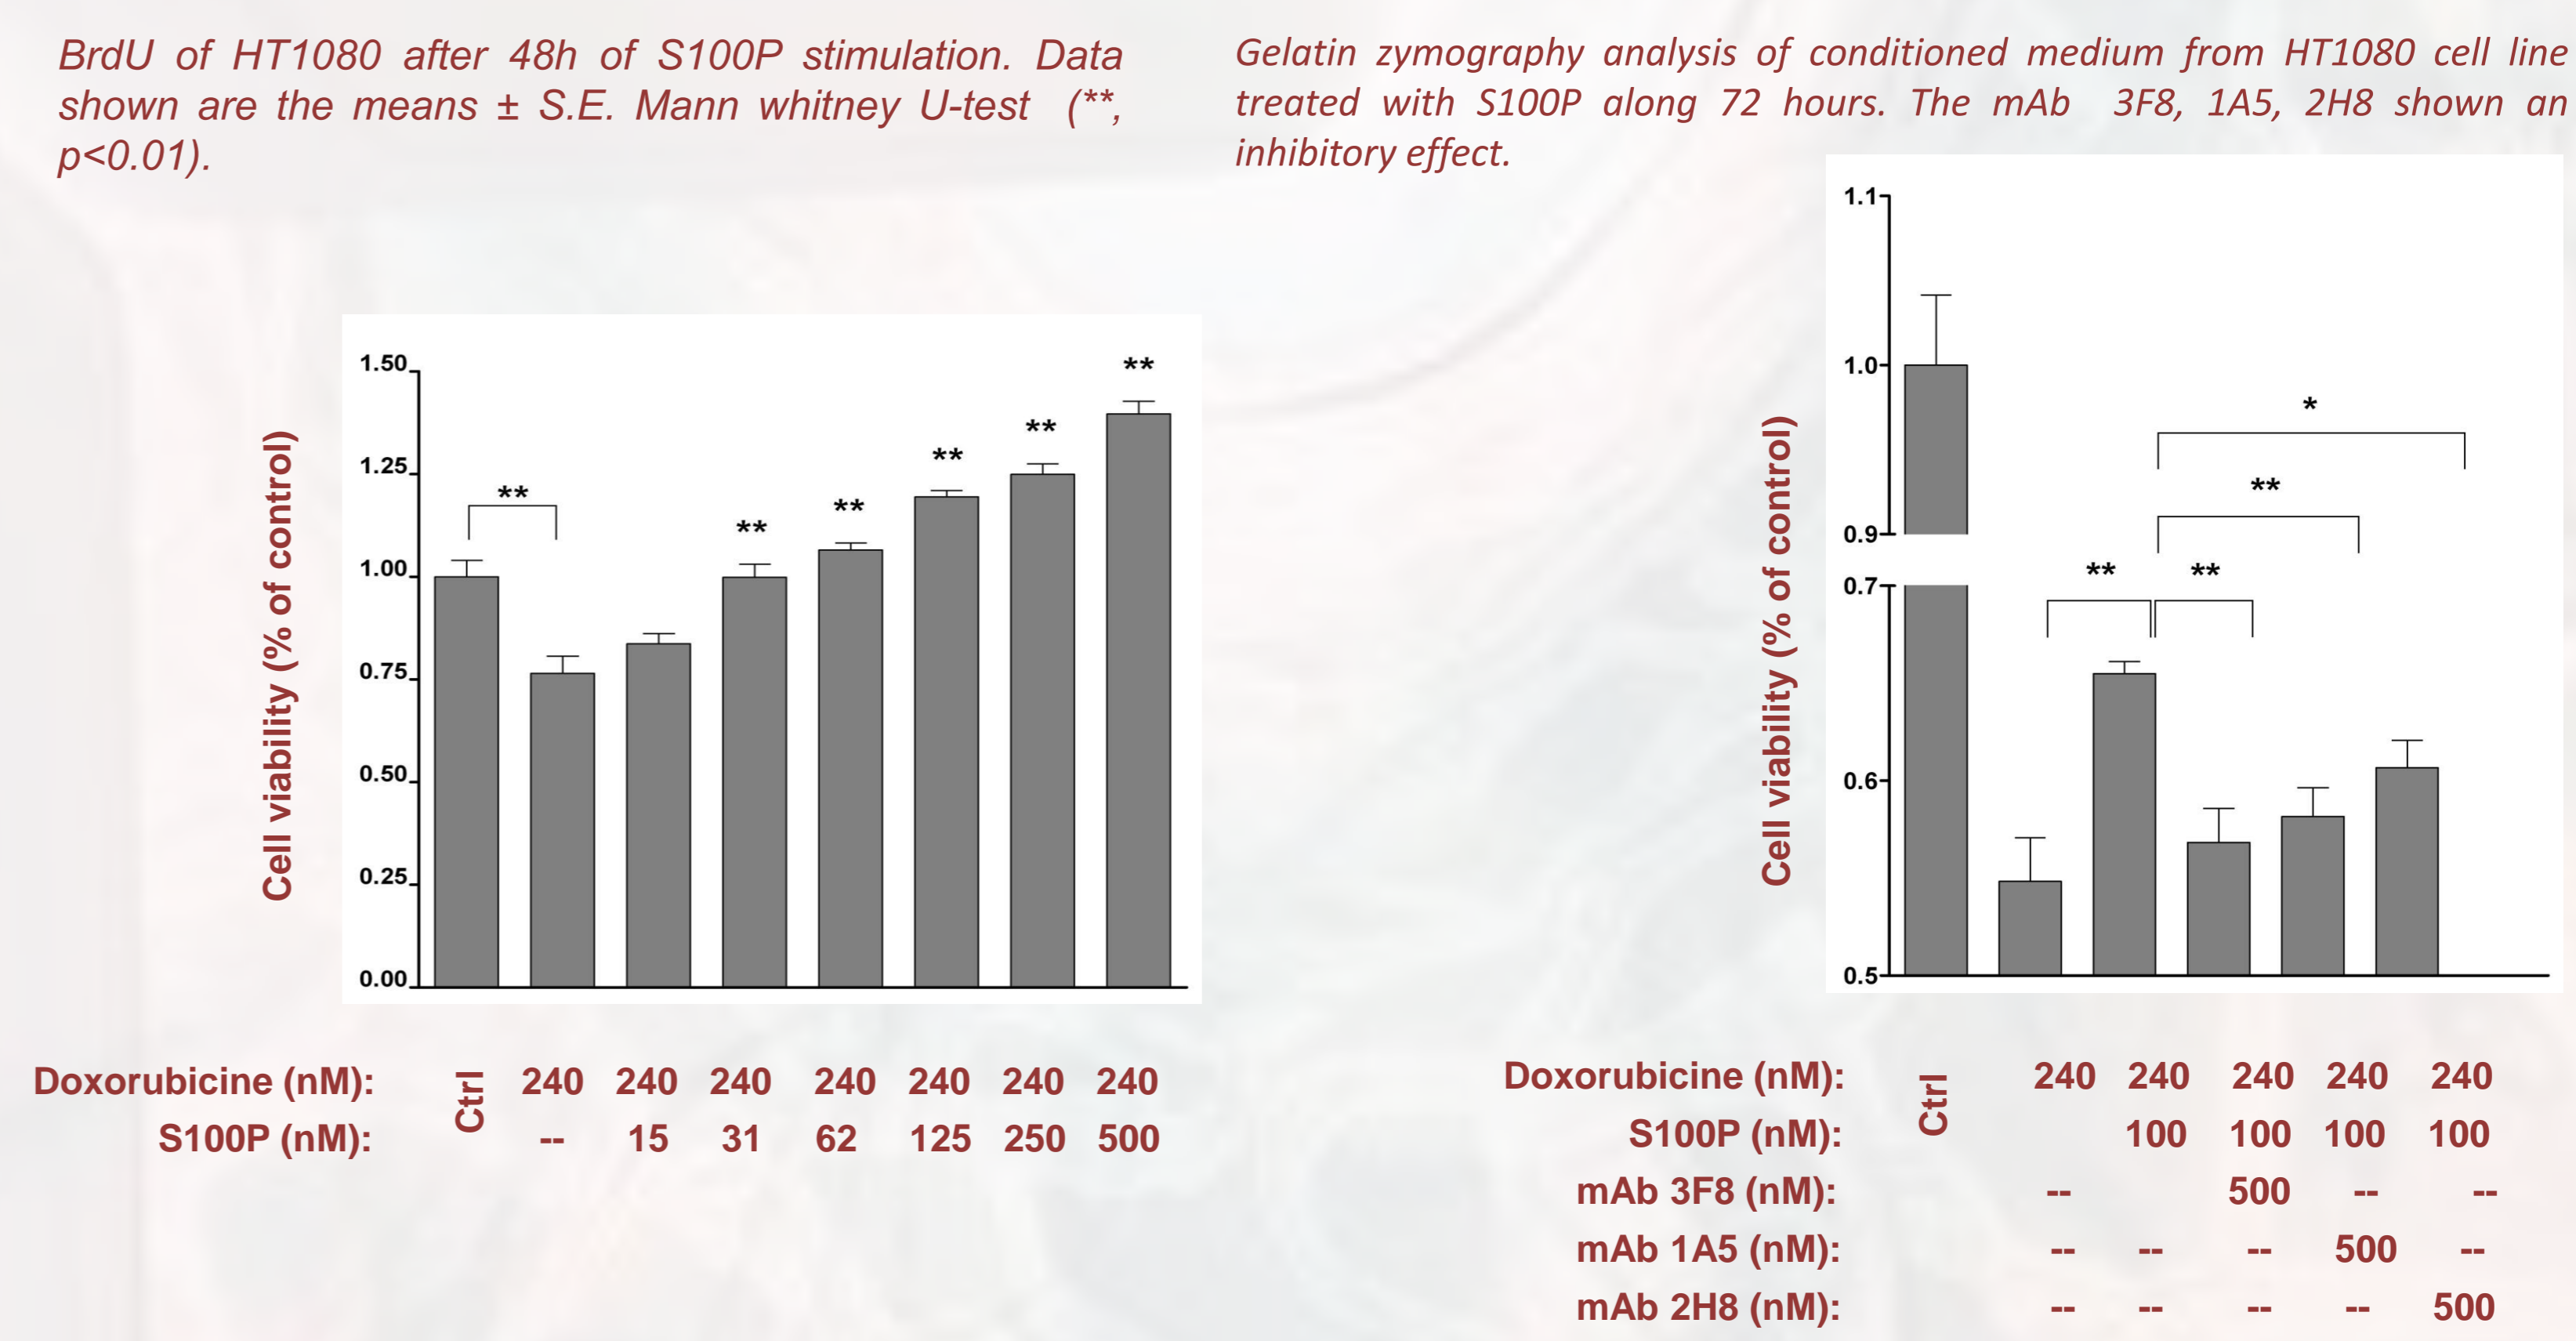 BrdU of HT1080 after 48h of S100P stimulation. Data
shown are the means ± S.E. Mann whitney U-test (**,
p<0.01).
Gelatin zymography analysis of conditioned medium from HT1080 cell line
treated with S100P along 72 hours. The mAb 3F8, 1A5, 2H8 shown an
inhibitory effect.
Cell viability (% of control)
1.50
1.25
1.00
0.75
0.50
0.25
0.00
**
**
**
**
**
**
Doxorubicine (nM): Ctrl 240 240 240 240 240 240 240
S100P (nM): -- 15 31 62 125 250 500
Cell viability (% of control)
1.1
1.0
0.9
0.7
0.6
0.5
*
**
** **
Doxorubicine (nM): Ctrl 240 240 240 240 240
S100P (nM): 100 100 100 100
mAb 3F8 (nM): -- 500 -- --
mAb 1A5 (nM): -- -- -- 500 --
mAb 2H8 (nM): -- -- -- -- 500